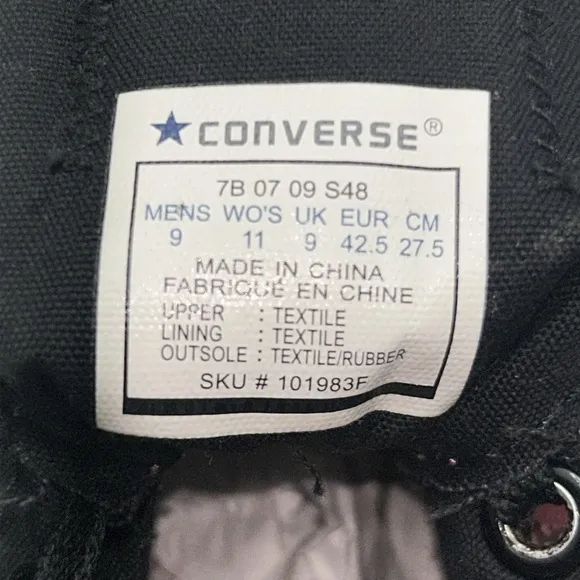 CONVERSE®
7B 07 09 S48
MENS WO'S UK EUR CM
9 11 9 42.5 27.5
MADE IN CHINA
FABRIQUE EN CHINE
UPPER : TEXTILE
LINING : TEXTILE
OUTSOLE : TEXTILE/RUBBER
SKU # 101983F